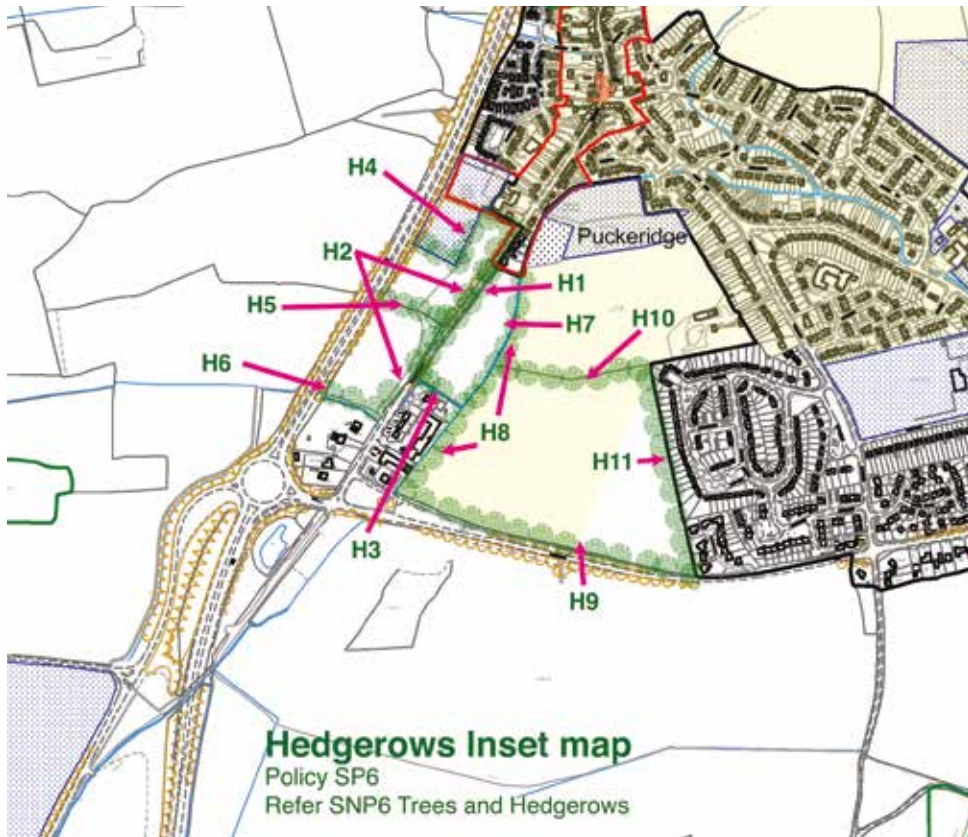 H4
Puckeridge
H2
H1
H5
H7
H10
H6
H8
H11
H3
H9
Hedgerows Inset map
Policy SP6
Refer SNP6 Trees and Hedgerows